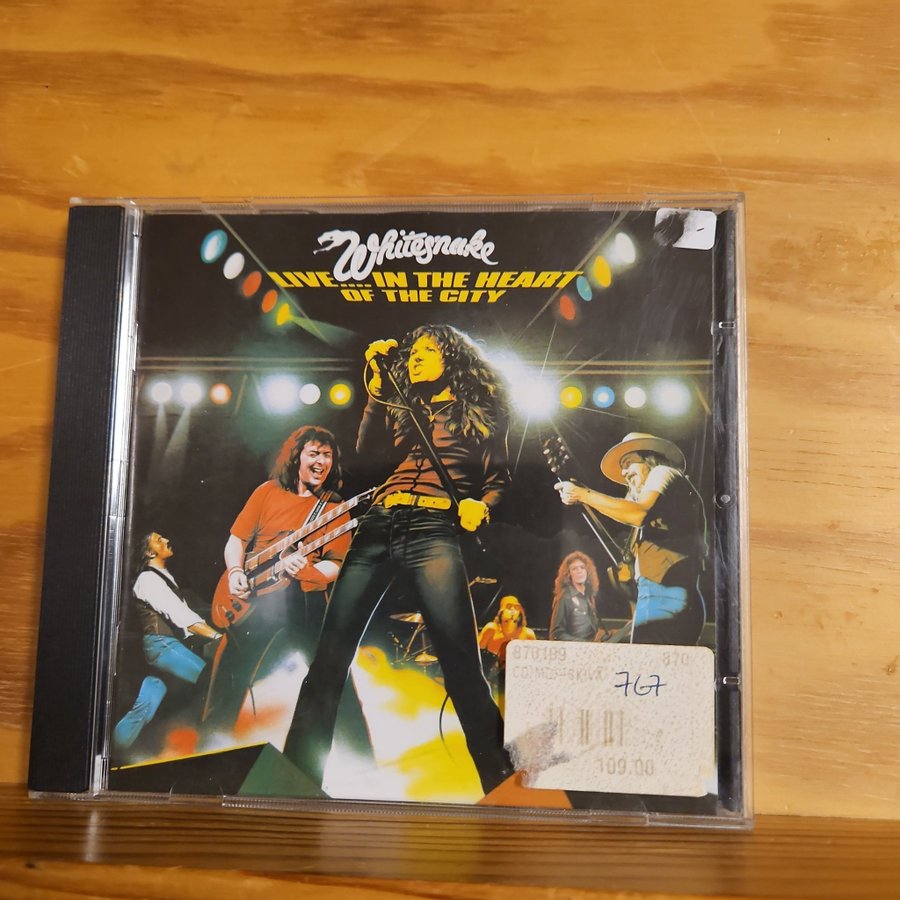 Whitesnake
LIVE.... IN THE HEART
OF THE CITY
870109 870
767
109.00